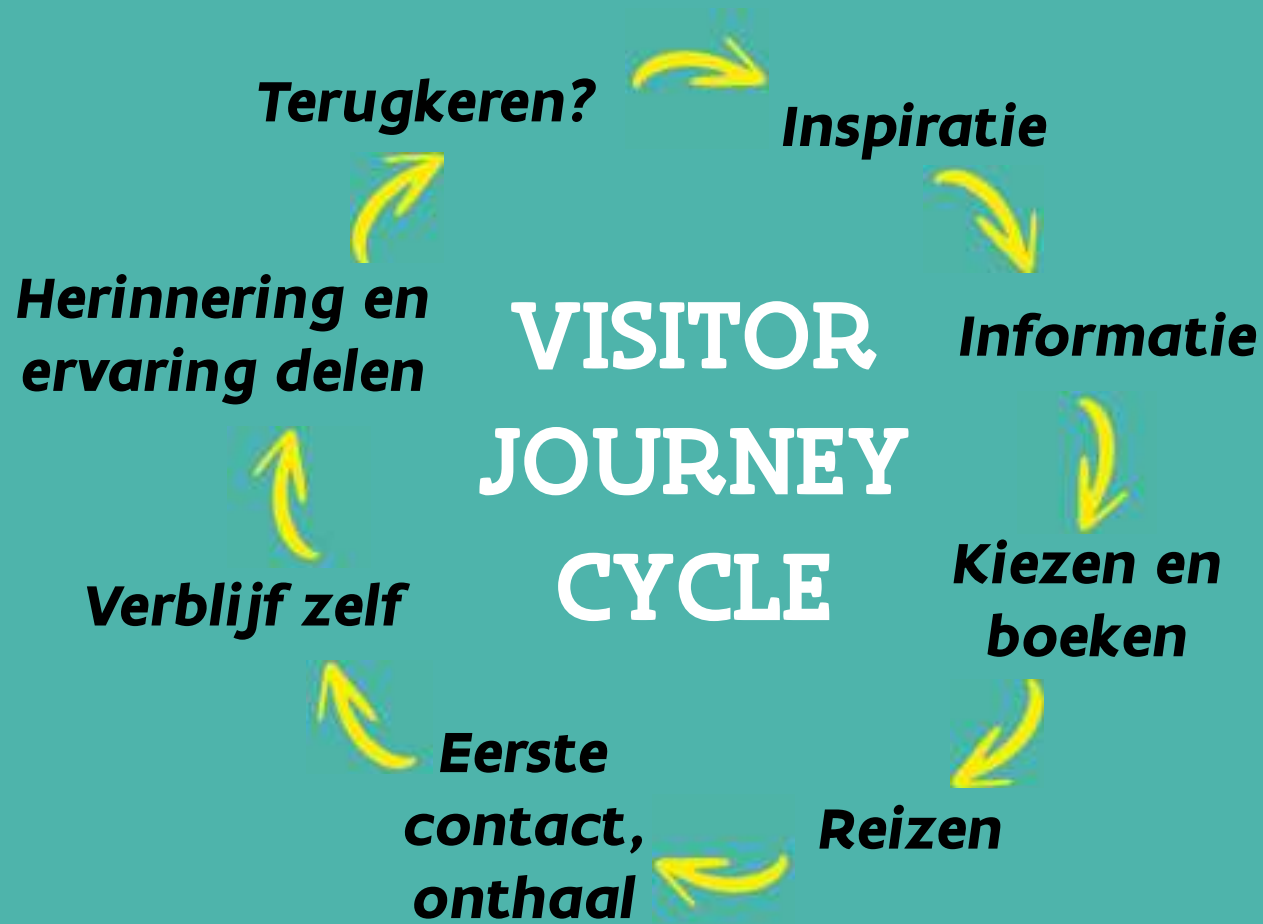 VISITOR
JOURNEY
CYCLE
Inspiratie
Informatie
Kiezen en
boeken
Reizen
Eerste
contact,
onthaal
Verblijf zelf
Herinnering en
ervaring delen
Terugkeren?